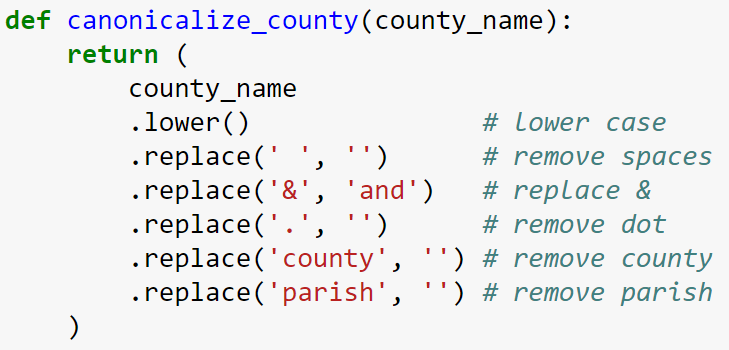 def canonicalize_county(county_name):
    return (
        county_name
        .lower()               # lower case
        .replace(' ', '')      # remove spaces
        .replace('&', 'and')   # replace &
        .replace('.', '')      # remove dot
        .replace('county', '') # remove county
        .replace('parish', '') # remove parish
    )